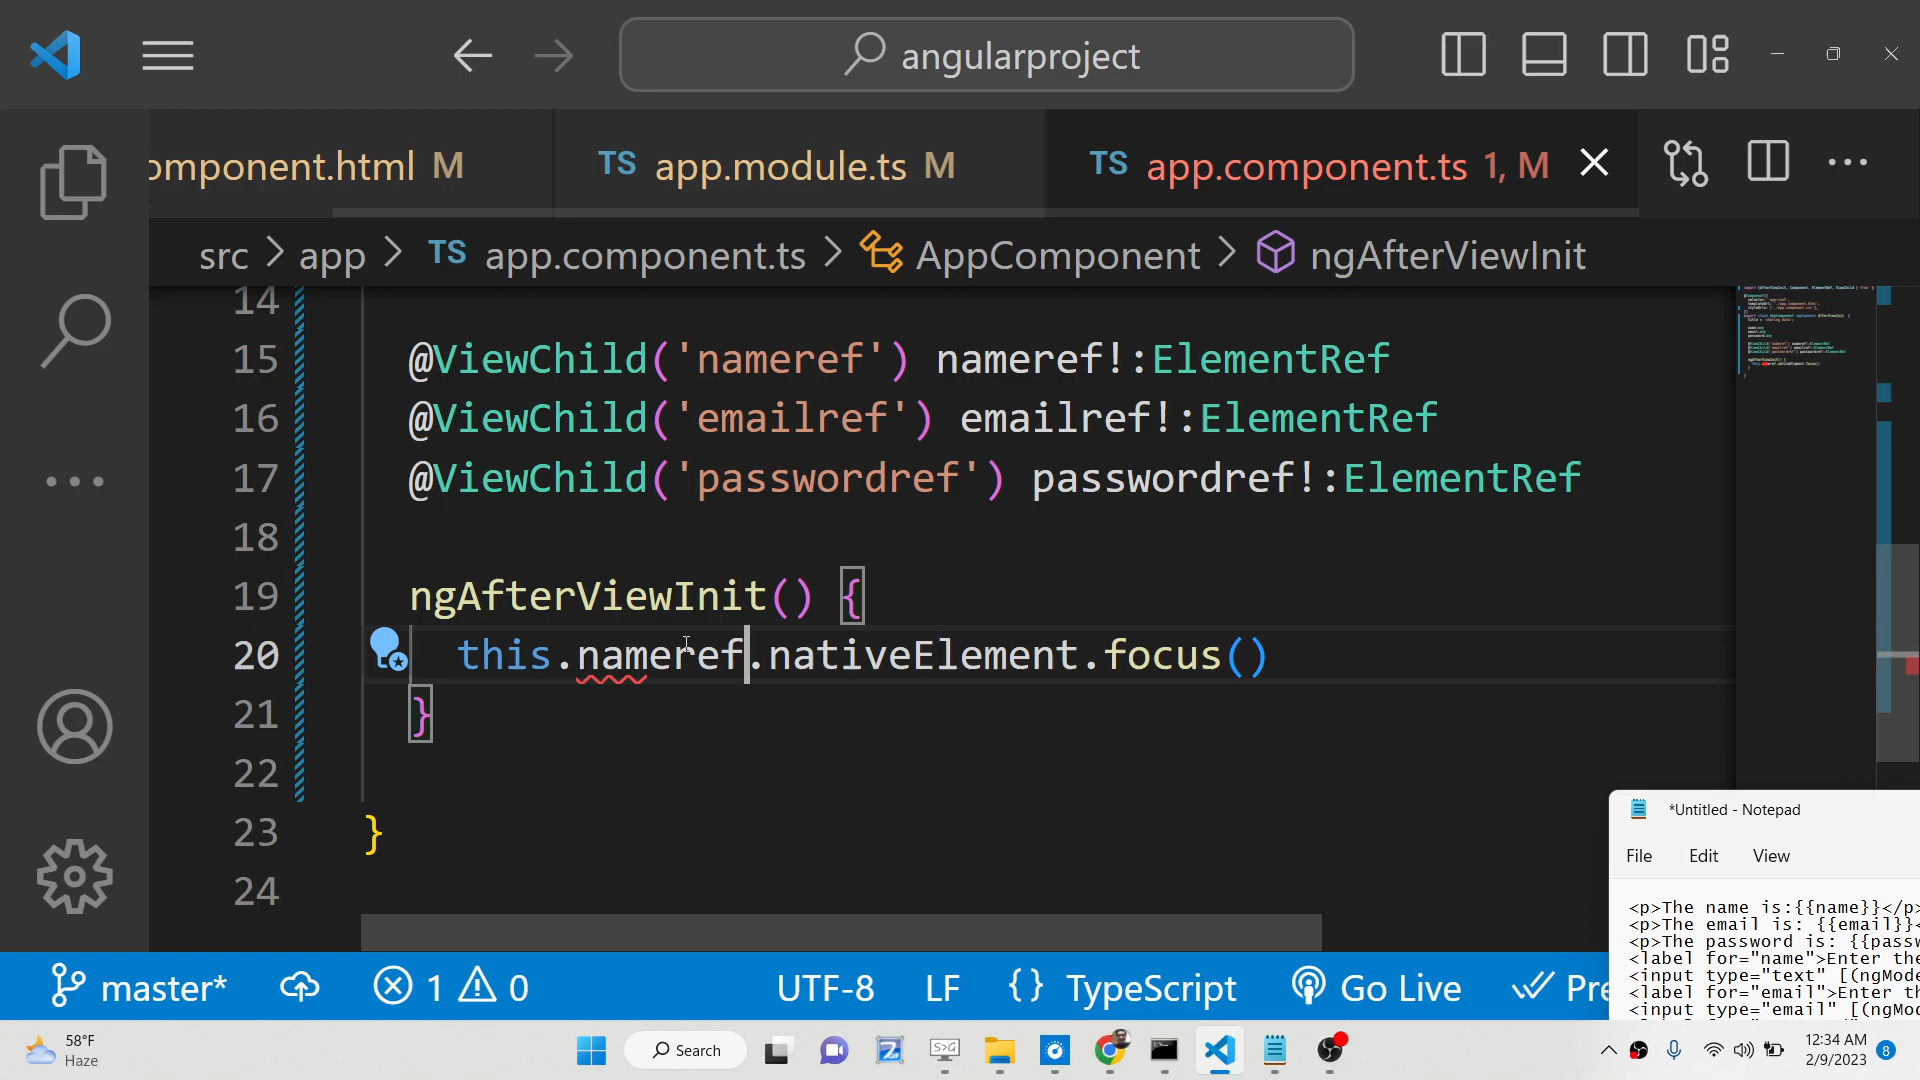 angularproject
omponent.html M
TS app.module.ts M
TS app.component.ts 1, M
src > app > TS app.component.ts > AppComponent > ngAfterViewInit
14
15 @ViewChild('nameref') nameref!:ElementRef
16 @ViewChild('emailref') emailref!:ElementRef
17 @ViewChild('passwordref') passwordref!:ElementRef
18
19 ngAfterViewInit() {
20 this.nameref.nativeElement.focus()
21 }
22
23 }
24
*Untitled - Notepad
File Edit View
<p>The name is:{{name}}</p>
<p>The email is: {{email}}<
<p>The password is: {{passw
<label for="name">Enter the
<input type="text" [(ngMode
<label for="email">Enter th
<input type="email" [(ngMod
master* 1 0 UTF-8 LF {} TypeScript Go Live Pre
58°F
Haze
Search
12:34 AM
2/9/2023
8